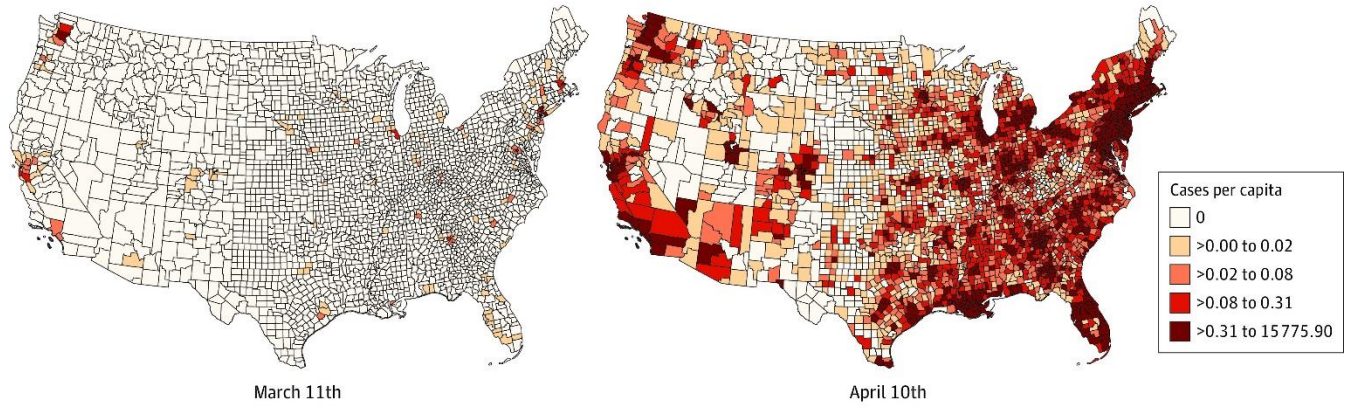 Cases per capita
0
>0.00 to 0.02
>0.02 to 0.08
>0.08 to 0.31
>0.31 to 15775.90
March 11th
April 10th